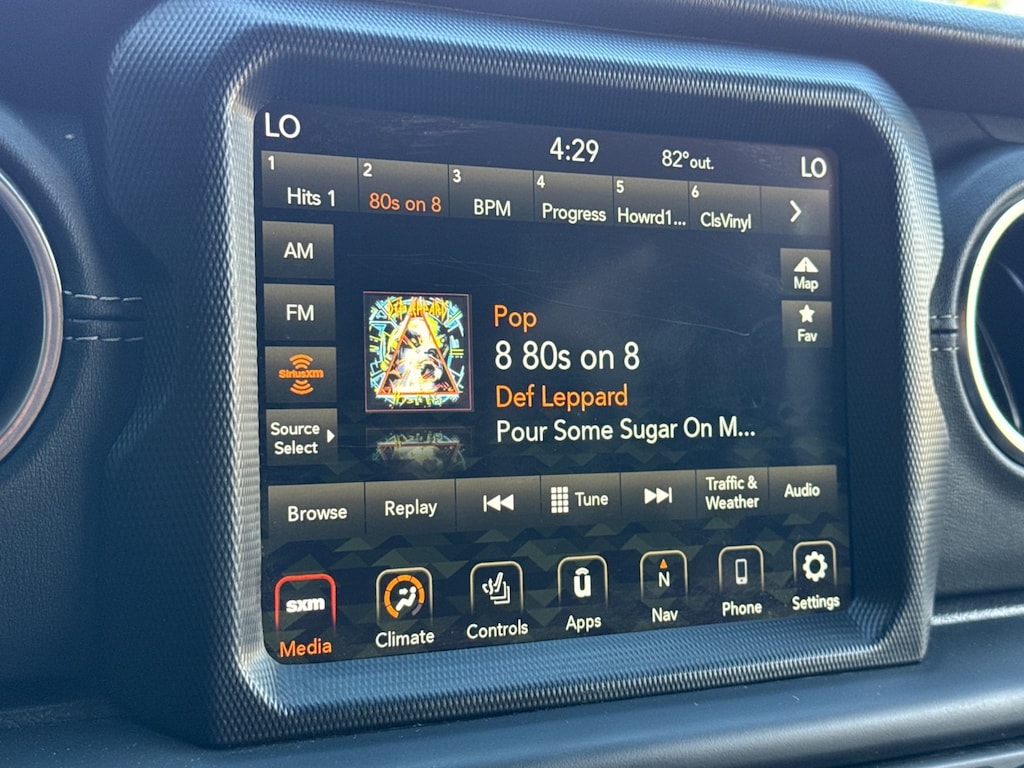 LO
4:29
82° out.
LO
1
Hits 1
2
80s on 8
3
BPM
4
Progress
5
Howrd1...
6
ClsVinyl
AM
FM
SiriusXM
Source
Select
Map
Fav
DEF LEPPARD
Pop
8 80s on 8
Def Leppard
Pour Some Sugar On M...
Browse
Replay
Tune
Traffic &
Weather
Audio
sxm
Media
Climate
Controls
Apps
N
Nav
Phone
Settings